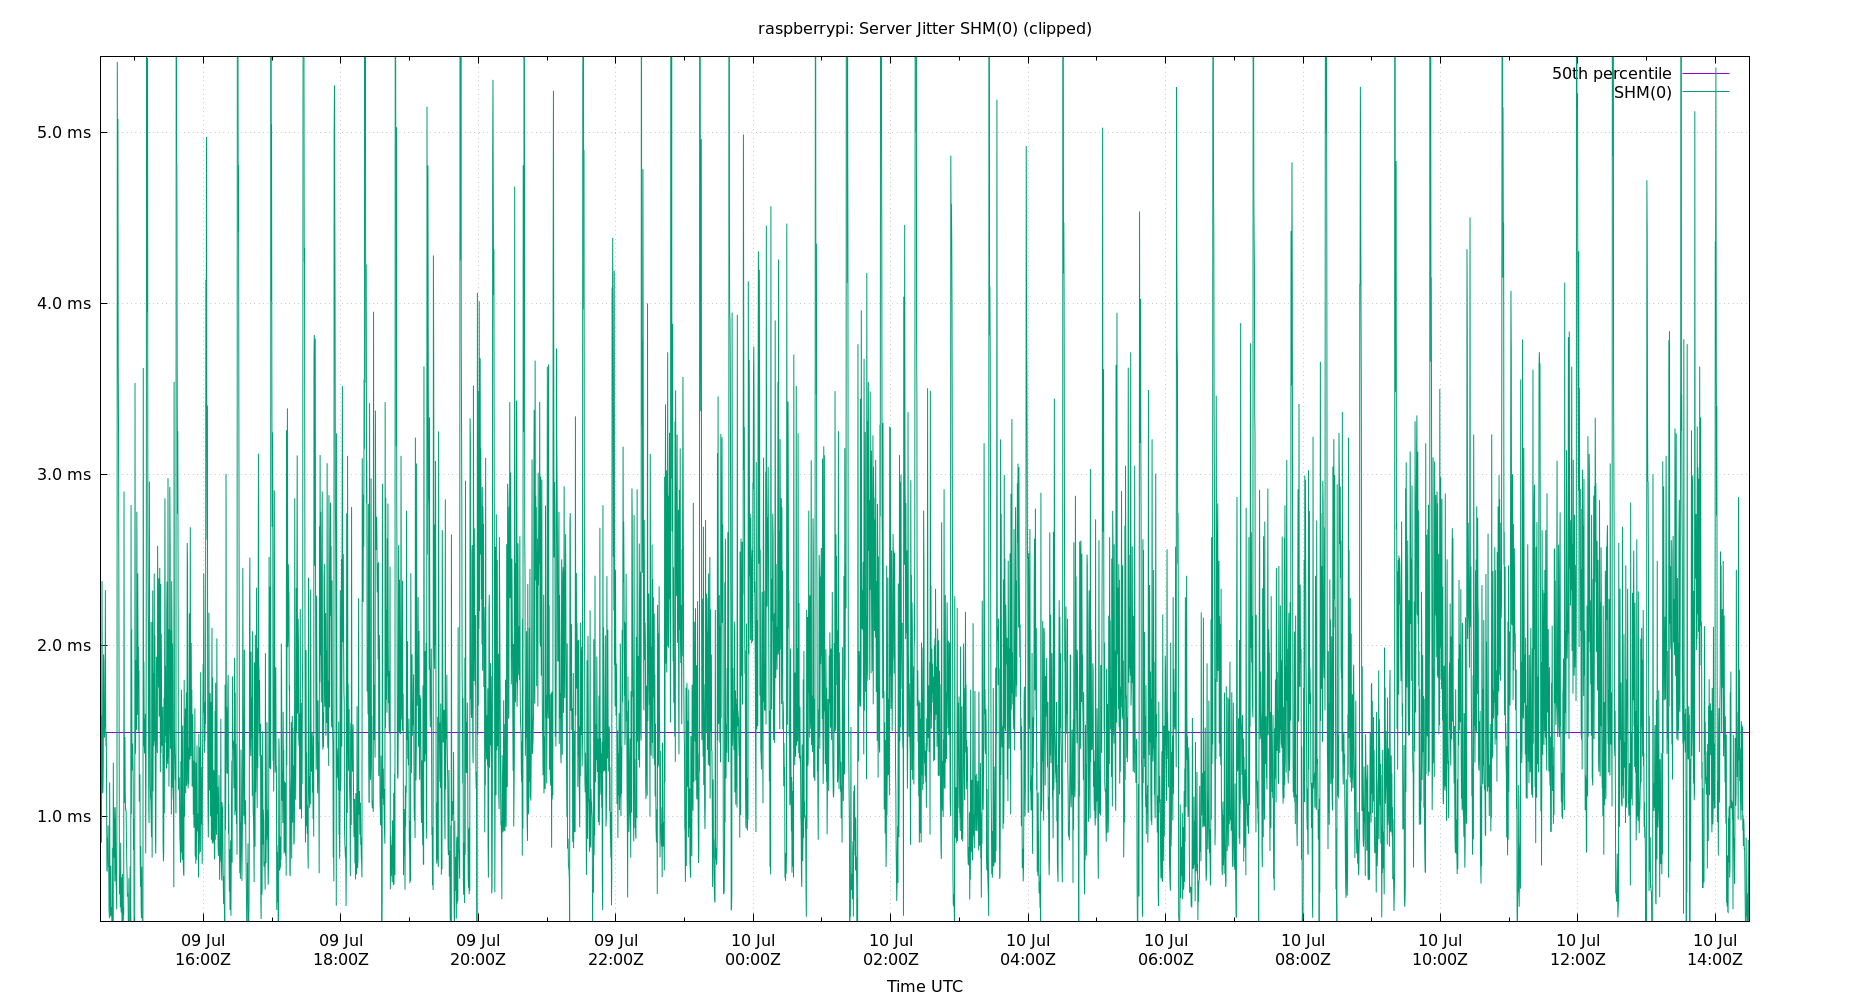 raspberrypi: Server Jitter SHM(0) (clipped)
50th percentile
SHM(0)
5.0 ms
4.0 ms
3.0 ms
2.0 ms
1.0 ms
09 Jul 09 Jul 09 Jul 09 Jul 10 Jul 10 Jul 10 Jul 10 Jul 10 Jul 10 Jul 10 Jul 10 Jul
16:00Z 18:00Z 20:00Z 22:00Z 00:00Z 02:00Z 04:00Z 06:00Z 08:00Z 10:00Z 12:00Z 14:00Z
Time UTC